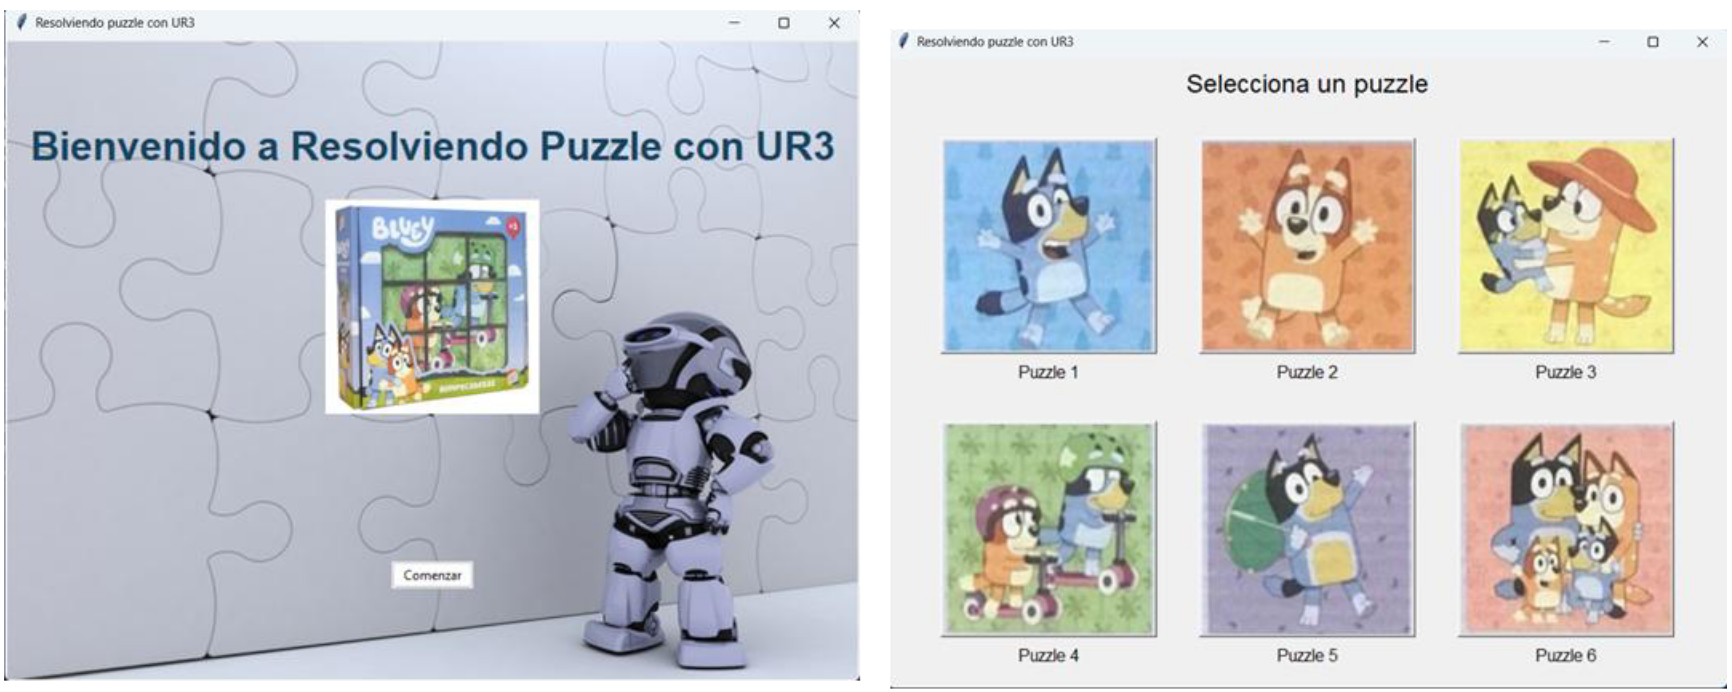 Resolviendo puzzle con UR3
Bienvenido a Resolviendo Puzzle con UR3
BLUEY
+3
ROMPECABEZAS
Comenzar
Resolviendo puzzle con UR3
Selecciona un puzzle
Puzzle 1
Puzzle 2
Puzzle 3
Puzzle 4
Puzzle 5
Puzzle 6